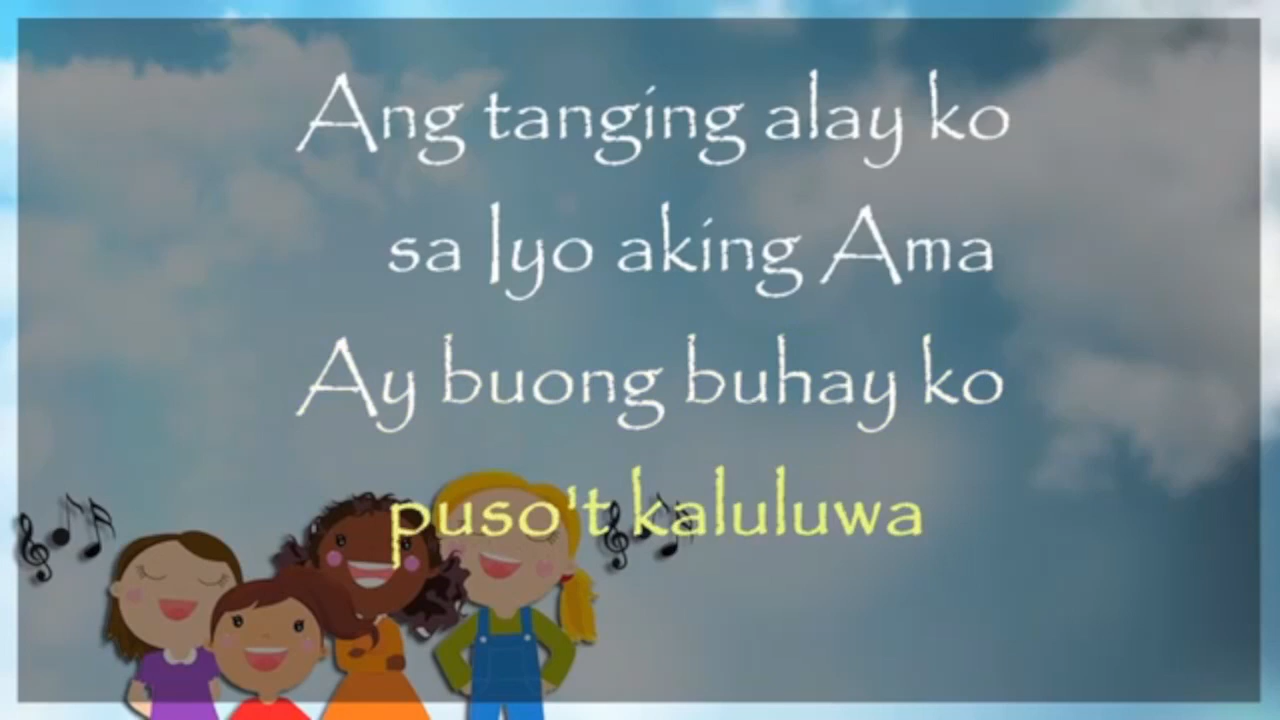 Ang tanging alay ko
sa Iyo aking Ama
Ay buong buhay ko
puso't kaluluwa